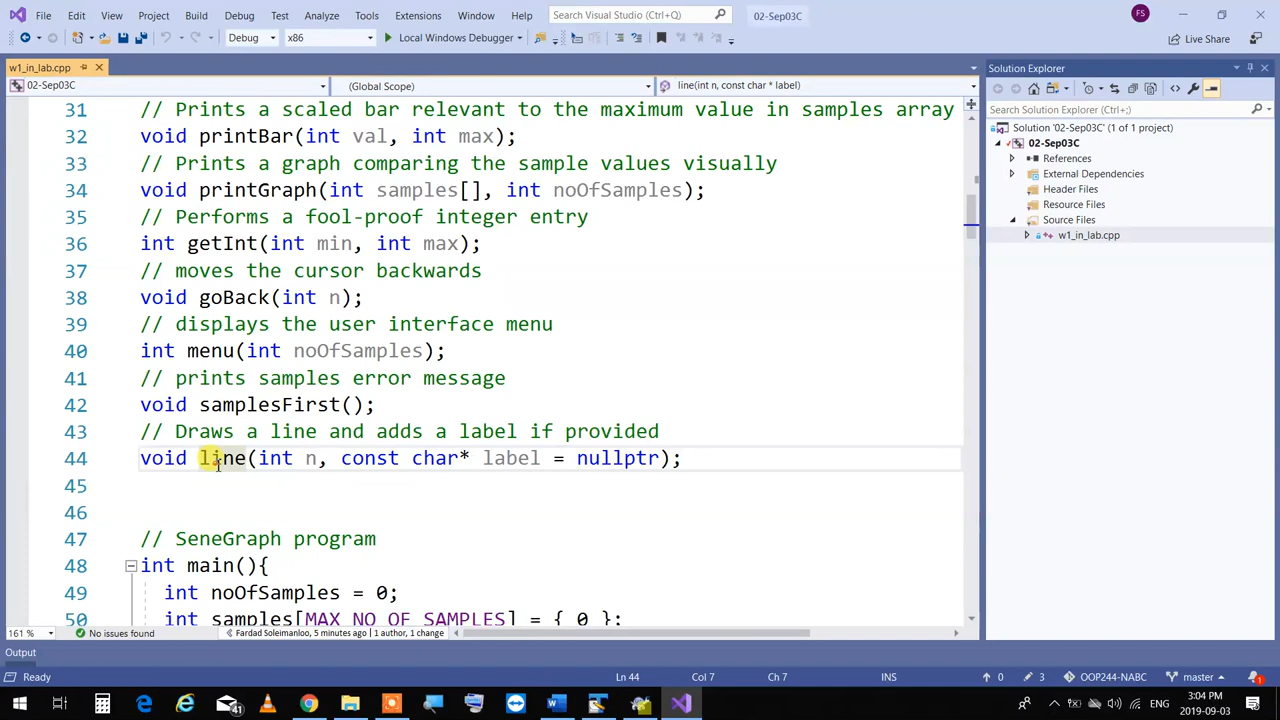 File Edit View Project Build Debug Test Analyze Tools Extensions Window Help Search Visual Studio (Ctrl+Q) 02-Sep03C FS
Debug x86 Local Windows Debugger Live Share
w1_in_lab.cpp
02-Sep03C (Global Scope) line(int n, const char * label)
31 // Prints a scaled bar relevant to the maximum value in samples array
32 void printBar(int val, int max);
33 // Prints a graph comparing the sample values visually
34 void printGraph(int samples[], int noOfSamples);
35 // Performs a fool-proof integer entry
36 int getInt(int min, int max);
37 // moves the cursor backwards
38 void goBack(int n);
39 // displays the user interface menu
40 int menu(int noOfSamples);
41 // prints samples error message
42 void samplesFirst();
43 // Draws a line and adds a label if provided
44 void line(int n, const char* label = nullptr);
45
46
47 // SeneGraph program
48 int main(){
49 int noOfSamples = 0;
50 int samples[MAX_NO_OF_SAMPLES] = { 0 };
161 % No issues found Fardad Soleimanloo, 5 minutes ago | 1 author, 1 change
Solution Explorer
Search Solution Explorer (Ctrl+;)
Solution '02-Sep03C' (1 of 1 project)
02-Sep03C
References
External Dependencies
Header Files
Resource Files
Source Files
w1_in_lab.cpp
Output
Ready Ln 44 Col 7 Ch 7 INS 0 3 OOP244-NABC master 1
41 ENG 3:04 PM
2019-09-03